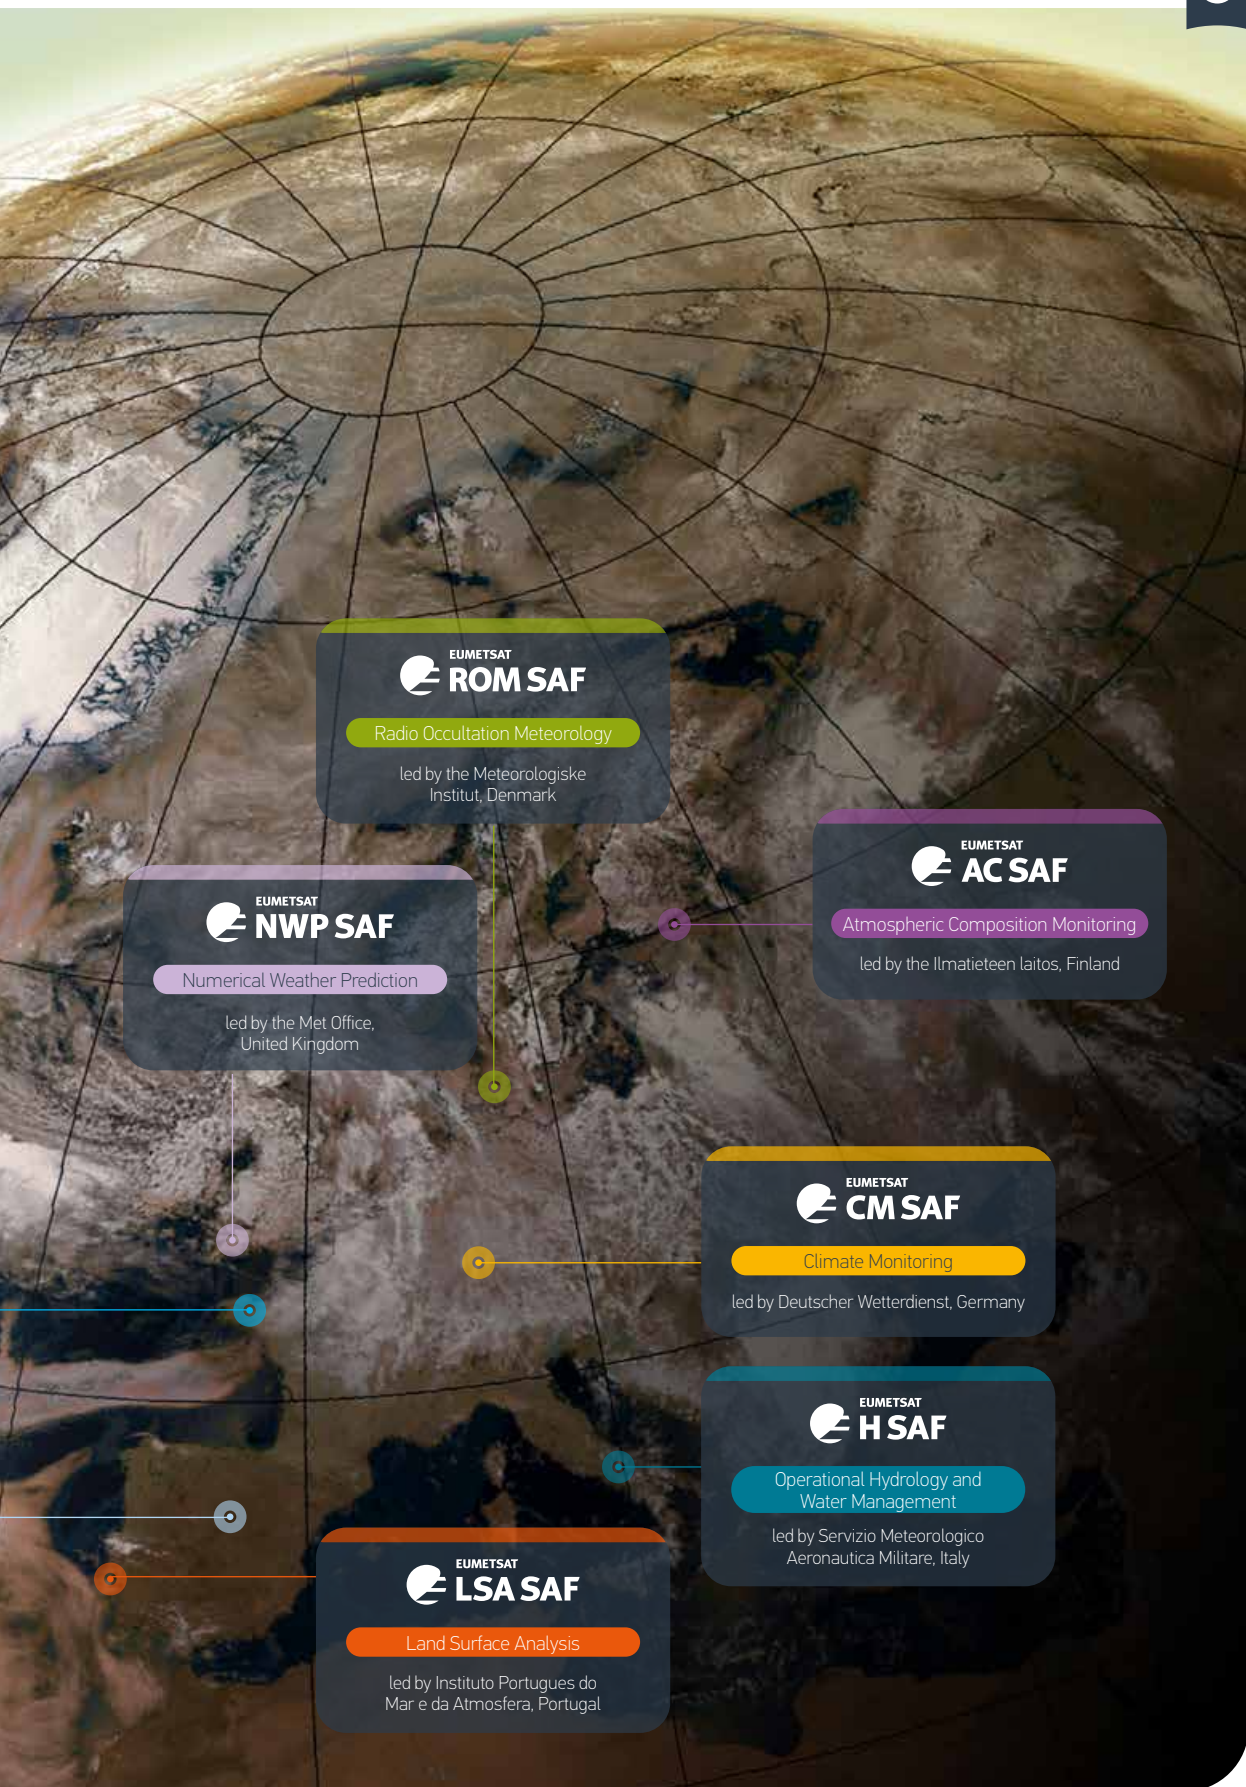 EUMETSAT
ROM SAF
Radio Occultation Meteorology
led by the Meteorologiske
Institut, Denmark
EUMETSAT
AC SAF
Atmospheric Composition Monitoring
led by the Ilmatieteen laitos, Finland
EUMETSAT
NWP SAF
Numerical Weather Prediction
led by the Met Office,
United Kingdom
EUMETSAT
CM SAF
Climate Monitoring
led by Deutscher Wetterdienst, Germany
EUMETSAT
H SAF
Operational Hydrology and
Water Management
led by Servizio Meteorologico
Aeronautica Militare, Italy
EUMETSAT
LSA SAF
Land Surface Analysis
led by Instituto Portugues do
Mar e da Atmosfera, Portugal